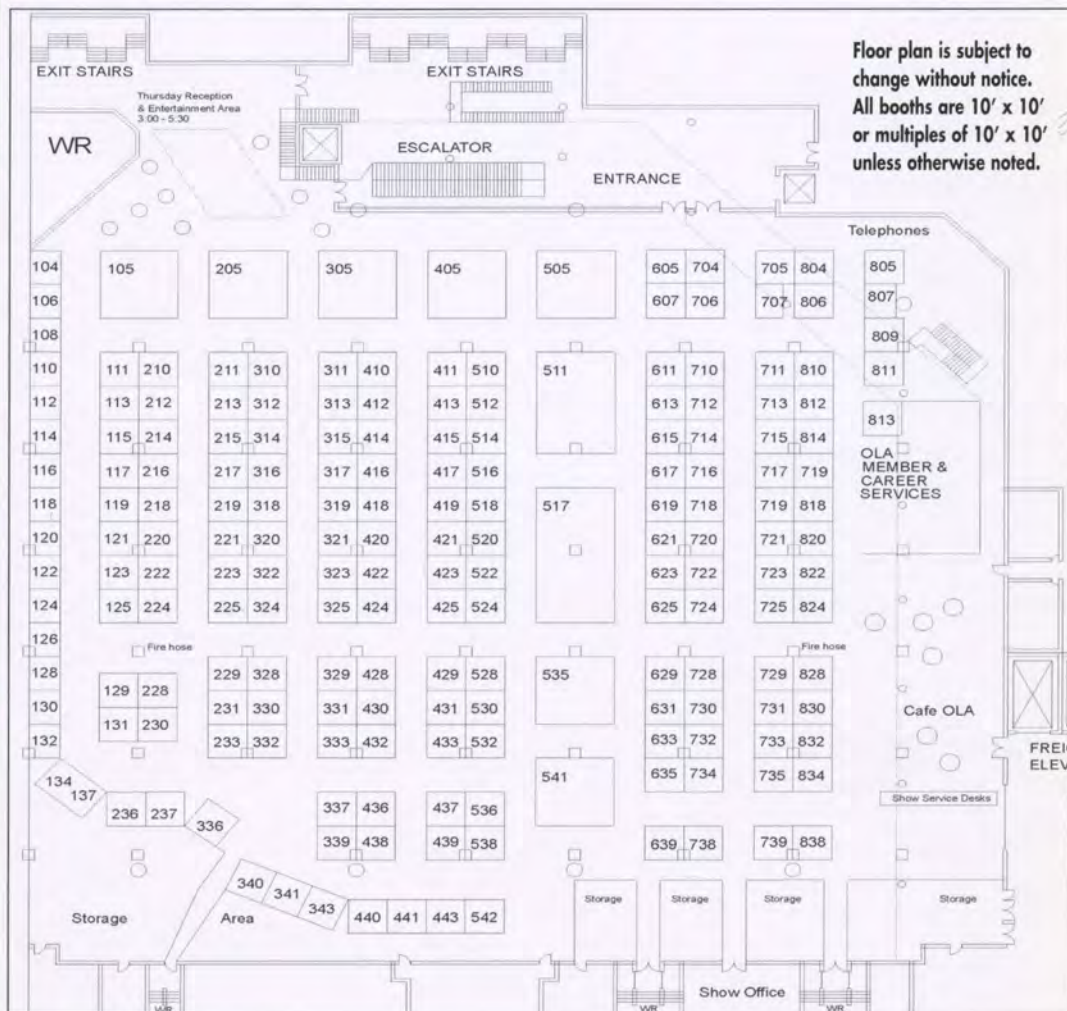 Floor plan is subject to
change without notice.
All booths are 10' x 10'
or multiples of 10' x 10'
unless otherwise noted.
EXIT STAIRS
EXIT STAIRS
Thursday Reception
& Entertainment Area
3:00 - 5:30
WR
ESCALATOR
ENTRANCE
Telephones
104 105 205 305 405 505 605 704 705 804 805
106 607 706 707 806 807
108 809
110 111 210 211 310 311 410 411 510 511 611 710 711 810 811
112 113 212 213 312 313 412 413 512 613 712 713 812
813
114 115 214 215 314 315 414 415 514 615 714 715 814
OLA
MEMBER &
CAREER
SERVICES
116 117 216 217 316 317 416 417 516 617 716 717 719
118 119 218 219 318 319 418 419 518 517 619 718 719 818
120 121 220 221 320 321 420 421 520 621 720 721 820
122 123 222 223 322 323 422 423 522 623 722 723 822
124 125 224 225 324 325 424 425 524 625 724 725 824
126
Fire hose
Fire hose
128 129 228 229 328 329 428 429 528 535 629 728 729 828
130 131 230 231 330 331 430 431 530 631 730 731 830
Cafe OLA
132 233 332 333 432 433 532 633 732 733 832
FREI
ELEV
134 137 541 635 734 735 834
Show Service Desks
236 237 336 337 436 437 536
339 438 439 538 639 738 739 838
340 341 343 440 441 443 542
Storage
Area
Storage
Storage
Storage
Storage
Show Office
WR
WR
WR